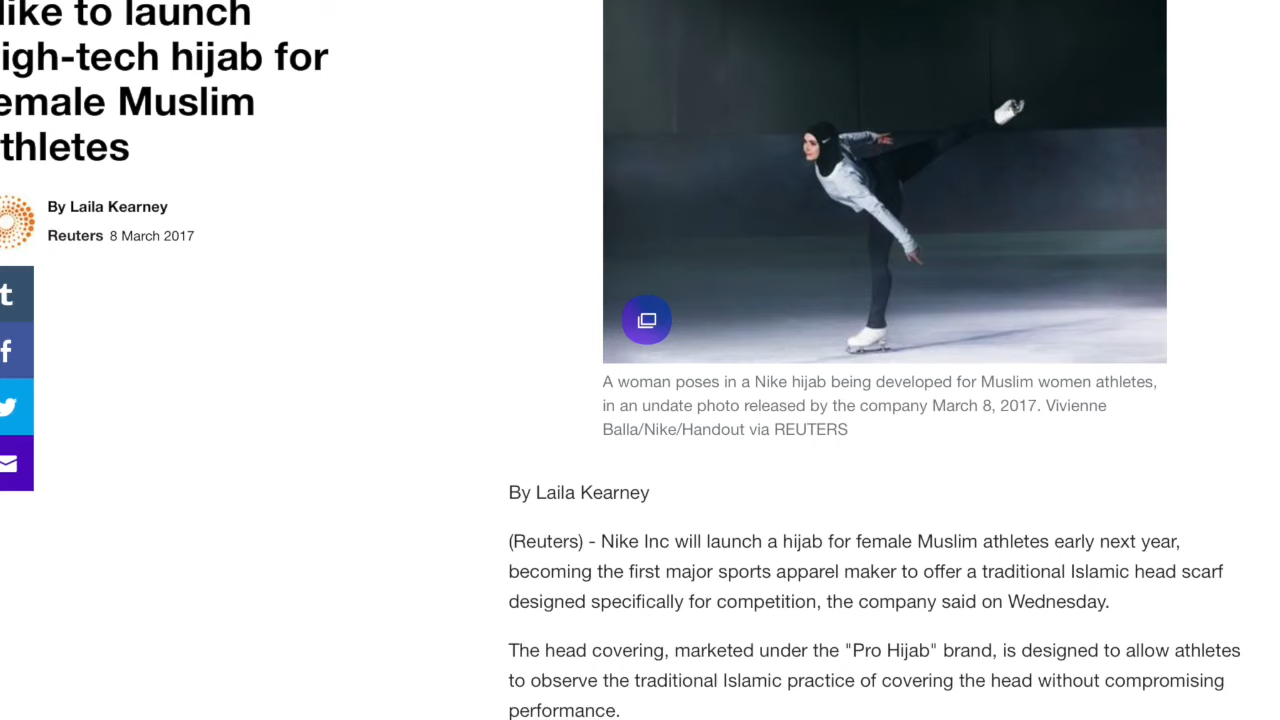 like to launch
igh-tech hijab for
emale Muslim
thletes
By Laila Kearney
Reuters 8 March 2017
t
f
A woman poses in a Nike hijab being developed for Muslim women athletes,
in an undate photo released by the company March 8, 2017. Vivienne
Balla/Nike/Handout via REUTERS
By Laila Kearney
(Reuters) - Nike Inc will launch a hijab for female Muslim athletes early next year,
becoming the first major sports apparel maker to offer a traditional Islamic head scarf
designed specifically for competition, the company said on Wednesday.
The head covering, marketed under the "Pro Hijab" brand, is designed to allow athletes
to observe the traditional Islamic practice of covering the head without compromising
performance.